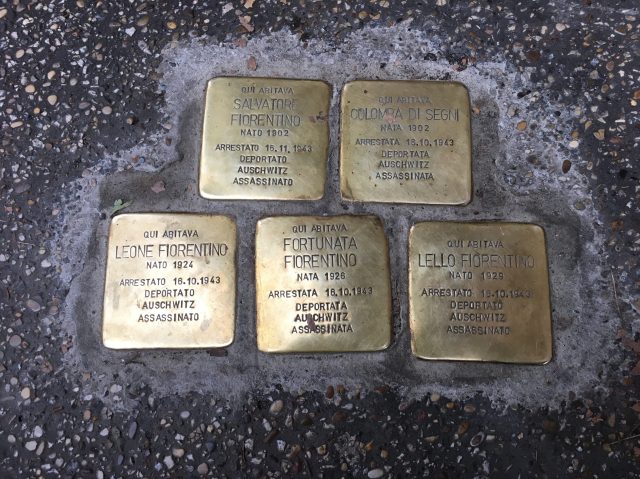 QUI ABITAVA
SALVATORE
FIORENTINO
NATO 1902
ARRESTATO 16.11.1943
DEPORTATO
AUSCHWITZ
ASSASSINATO
QUI ABITAVA
COLOMBA DI SEGNI
NATA 1902
ARRESTATA 16.10.1943
DEPORTATA
AUSCHWITZ
ASSASSINATA
QUI ABITAVA
LEONE FIORENTINO
NATO 1924
ARRESTATO 16.10.1943
DEPORTATO
AUSCHWITZ
ASSASSINATO
QUI ABITAVA
FORTUNATA
FIORENTINO
NATA 1926
ARRESTATA 16.10.1943
DEPORTATA
AUSCHWITZ
ASSASSINATA
QUI ABITAVA
LELLO FIORENTINO
NATO 1929
ARRESTATO 16.10.1943
DEPORTATO
AUSCHWITZ
ASSASSINATO